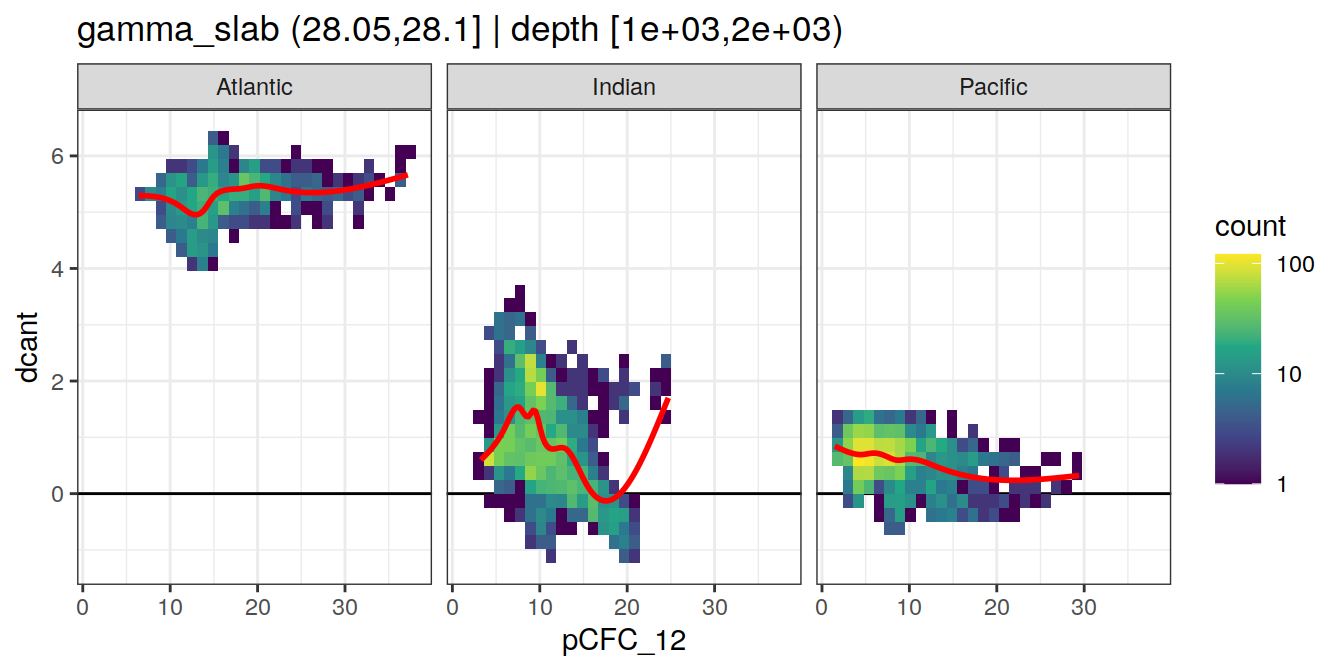 gamma_slab (28.05,28.1] | depth [1e+03,2e+03)
Atlantic Indian Pacific
6
4
2
0
dcant
0 10 20 30 0 10 20 30 0 10 20 30
pCFC_12
count
100
10
1